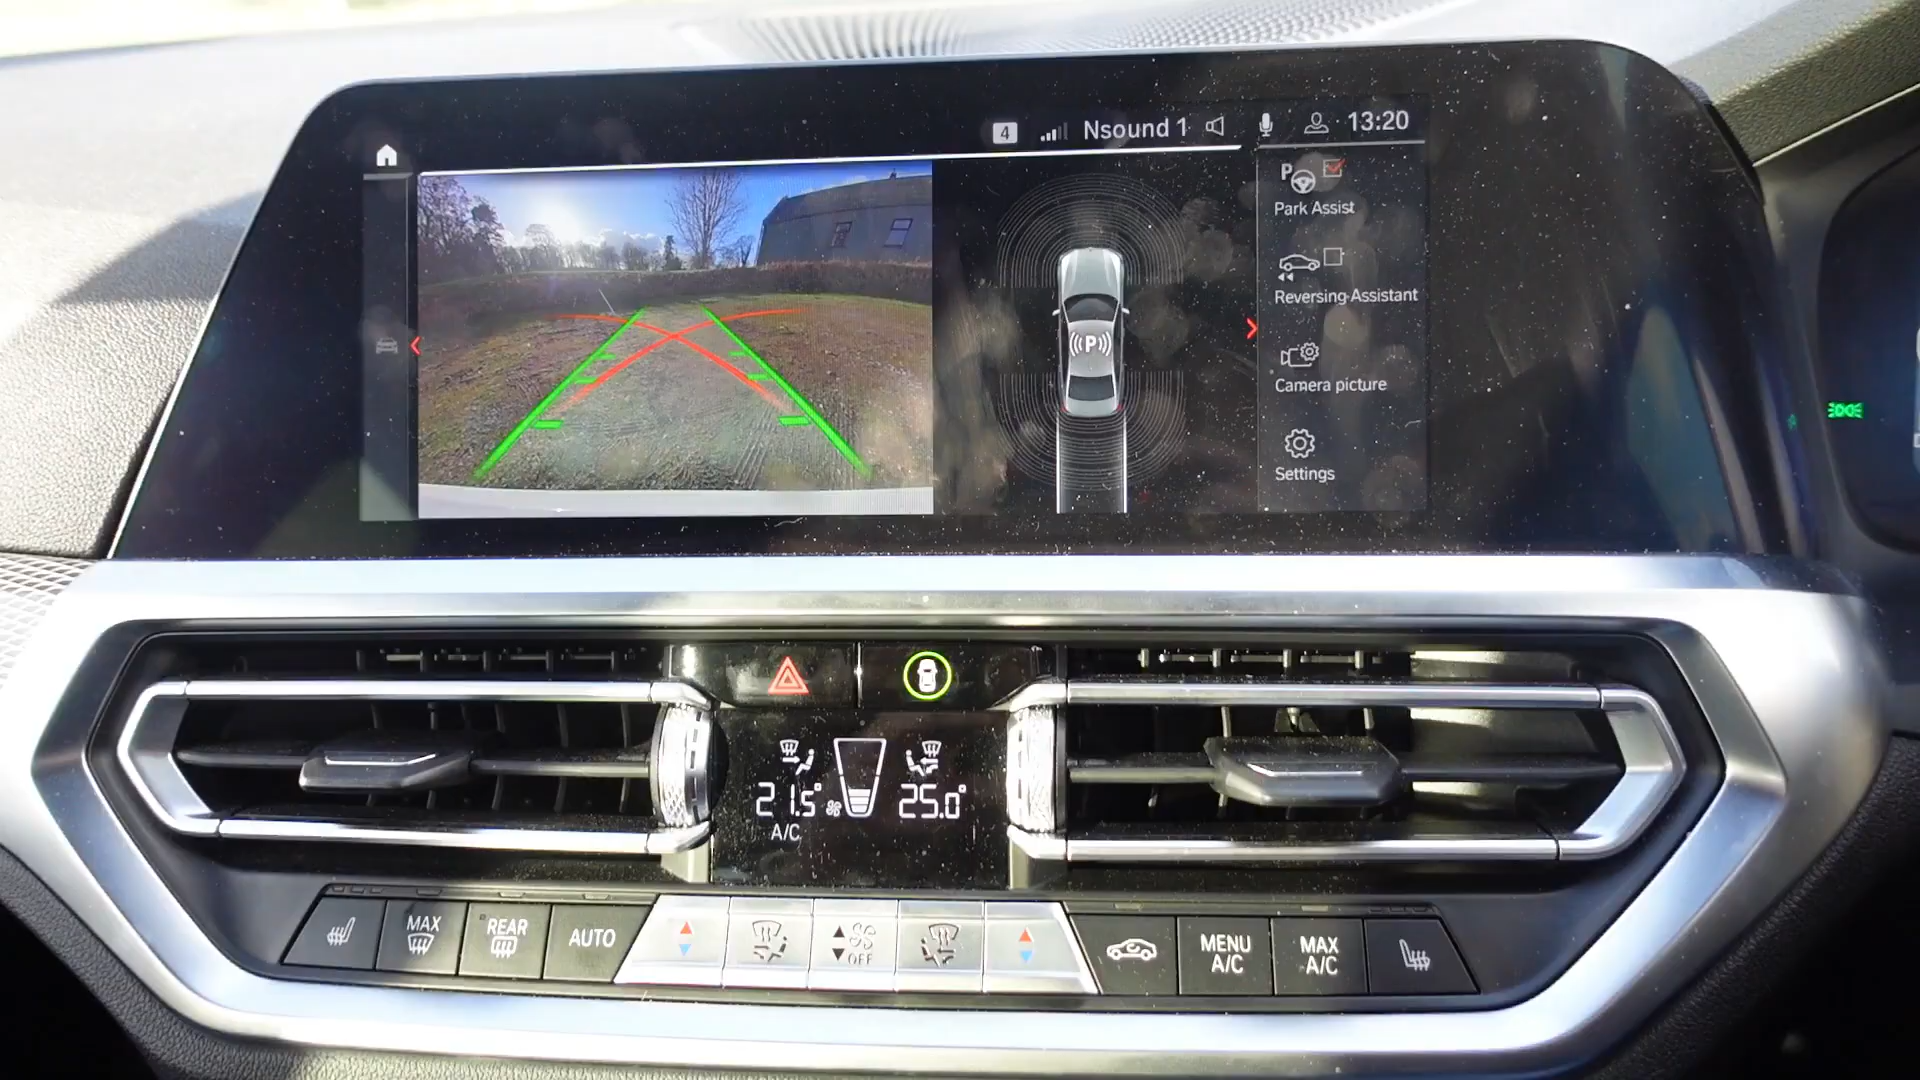 4 Nsound 1 13:20
P
Park Assist
Reversing Assistant
Camera picture
Settings
((P))
21.5° 25.0°
A/C
MAX
REAR
AUTO
OFF
MENU
A/C
MAX
A/C